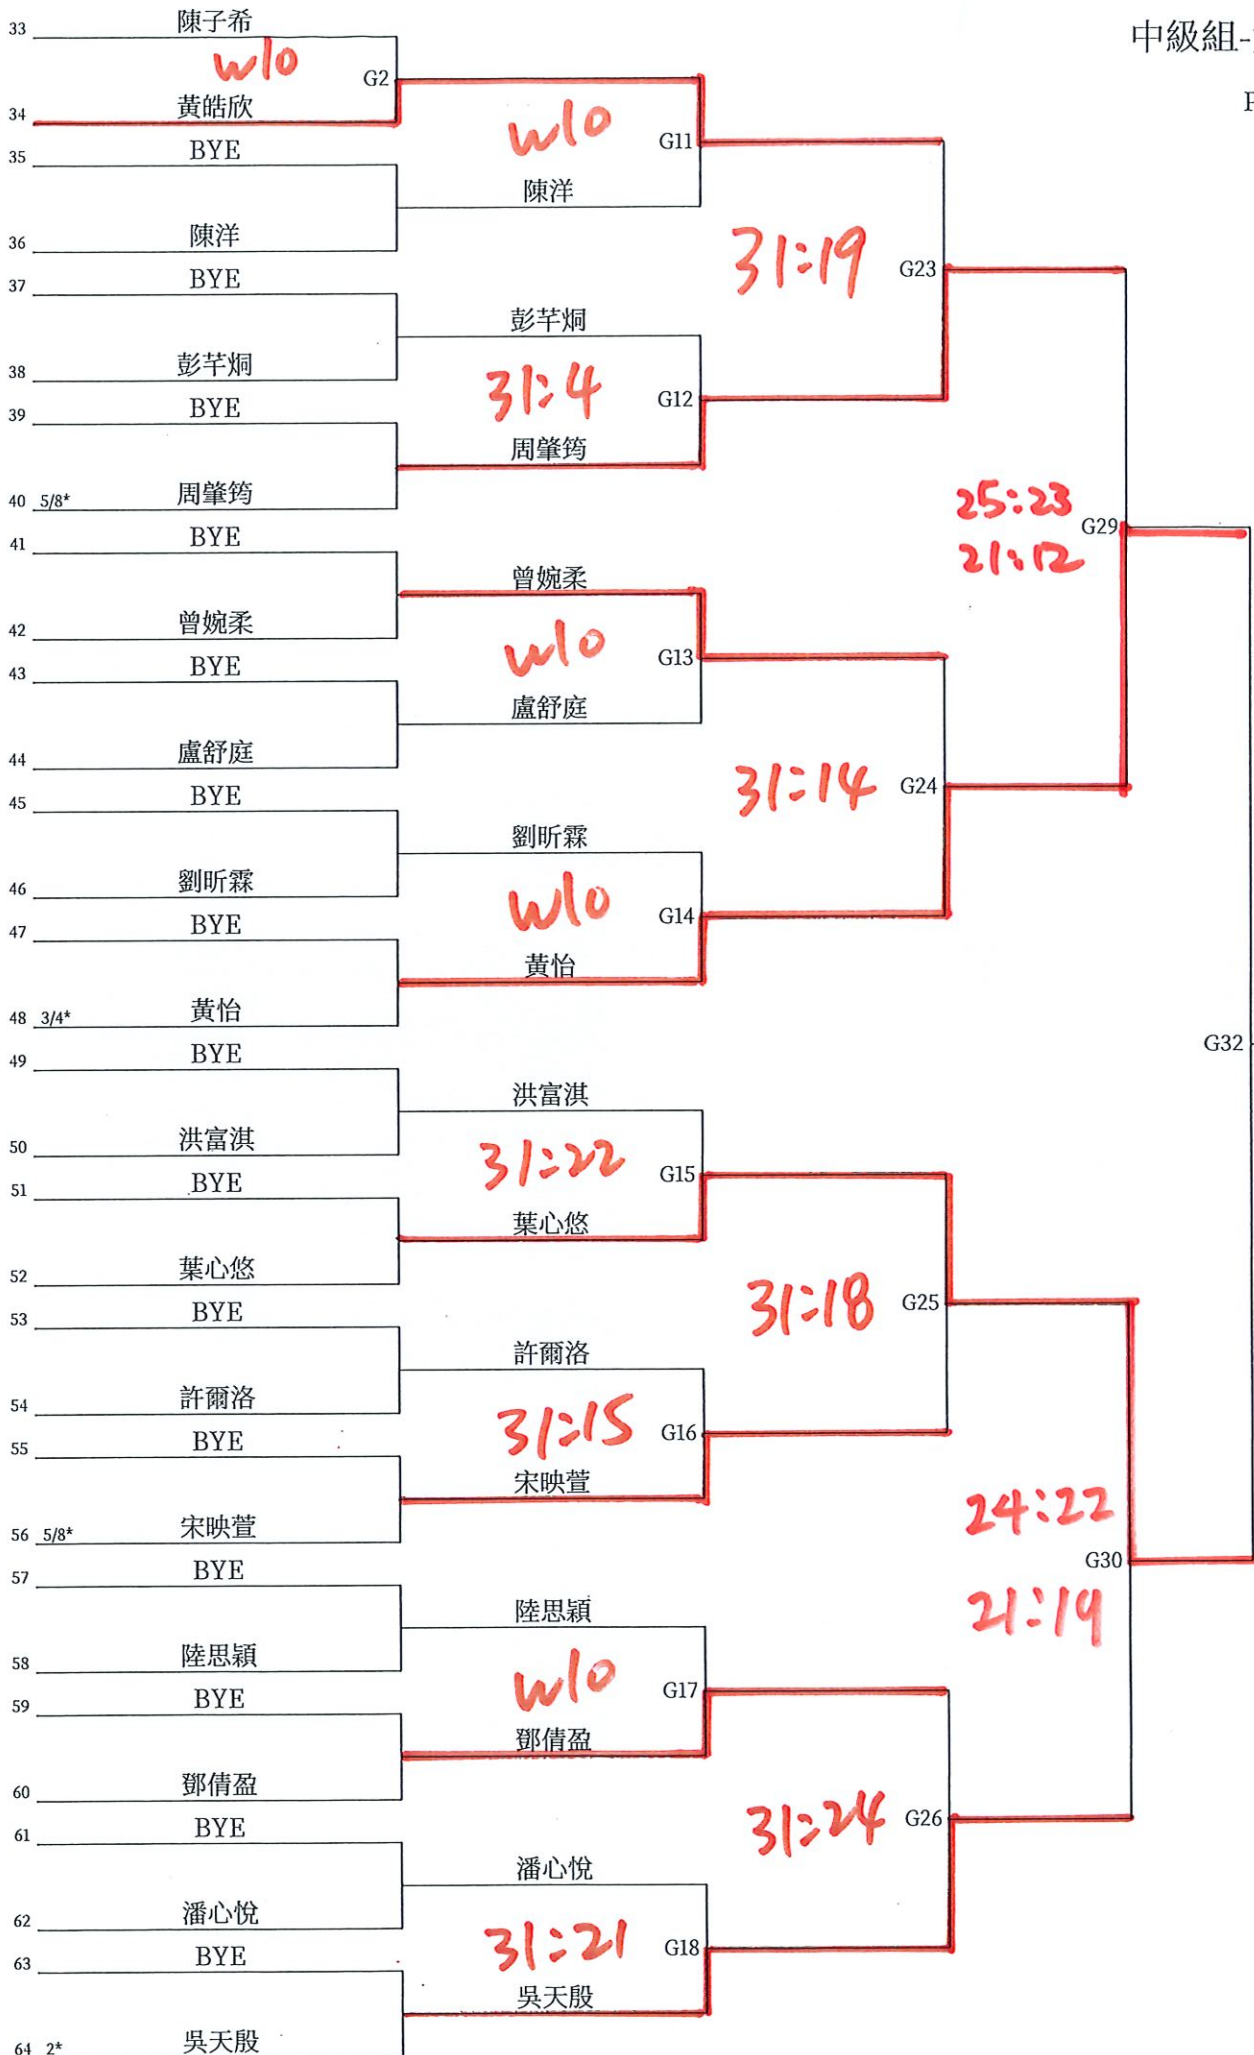 33 陳子希
中級組-
w/o
G2
34 黃皓欣
35 BYE
w/o
G11
陳洋
36 陳洋
37 BYE
31:19
G23
彭芊烔
38 彭芊烔
31:4
G12
39 BYE
周肇筠
40 5/8* 周肇筠
25:23
G29
21:12
41 BYE
曾婉柔
42 曾婉柔
w/o
G13
43 BYE
盧舒庭
44 盧舒庭
31:14
G24
45 BYE
劉昕霖
46 劉昕霖
w/o
G14
47 BYE
黃怡
48 3/4* 黃怡
G32
49 BYE
洪富淇
50 洪富淇
31:22
G15
51 BYE
葉心悠
52 葉心悠
31:18
G25
53 BYE
許爾洛
54 許爾洛
31:15
G16
55 BYE
宋映萱
56 5/8* 宋映萱
24:22
G30
21:19
57 BYE
陸思穎
58 陸思穎
w/o
G17
59 BYE
鄧倩盈
60 鄧倩盈
31:24
G26
61 BYE
潘心悅
62 潘心悅
31:21
G18
63 BYE
吳天殷
64 2* 吳天殷